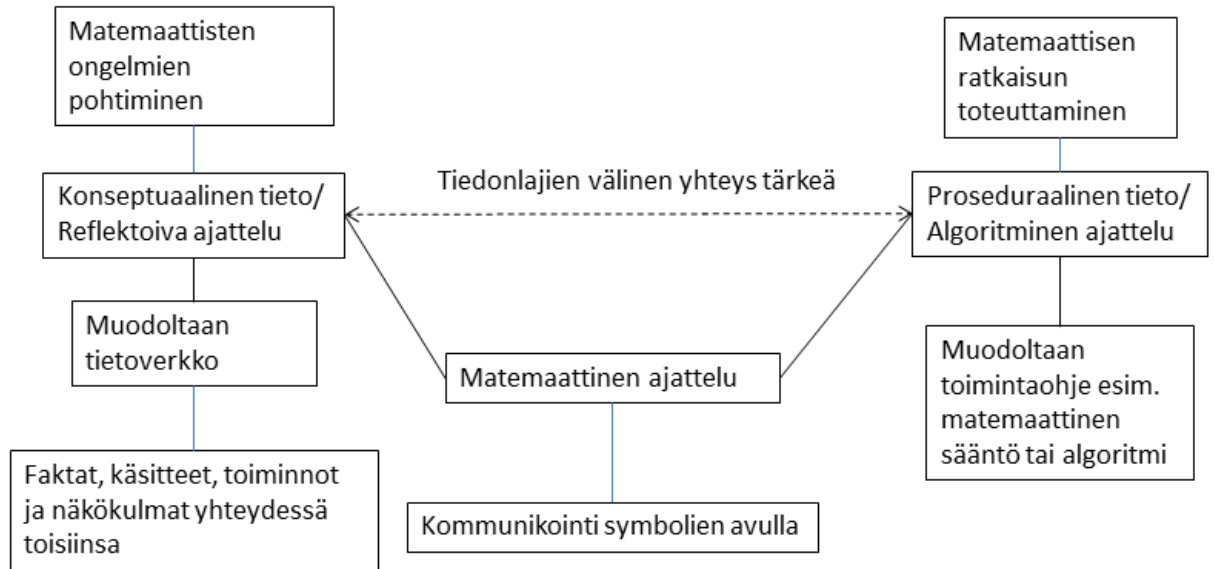 Matemaattisten
ongelmien
pohtiminen
Matemaattisen
ratkaisun
toteuttaminen
Konseptuaalinen tieto/
Reflektoiva ajattelu
Tiedonlajien välinen yhteys tärkeä
Proseduraalinen tieto/
Algoritminen ajattelu
Muodoltaan
tietoverkko
Matemaattinen ajattelu
Muodoltaan
toimintaohje esim.
matemaattinen
sääntö tai algoritmi
Faktat, käsitteet, toiminnot
ja näkökulmat yhteydessä
toisiinsa
Kommunikointi symbolien avulla